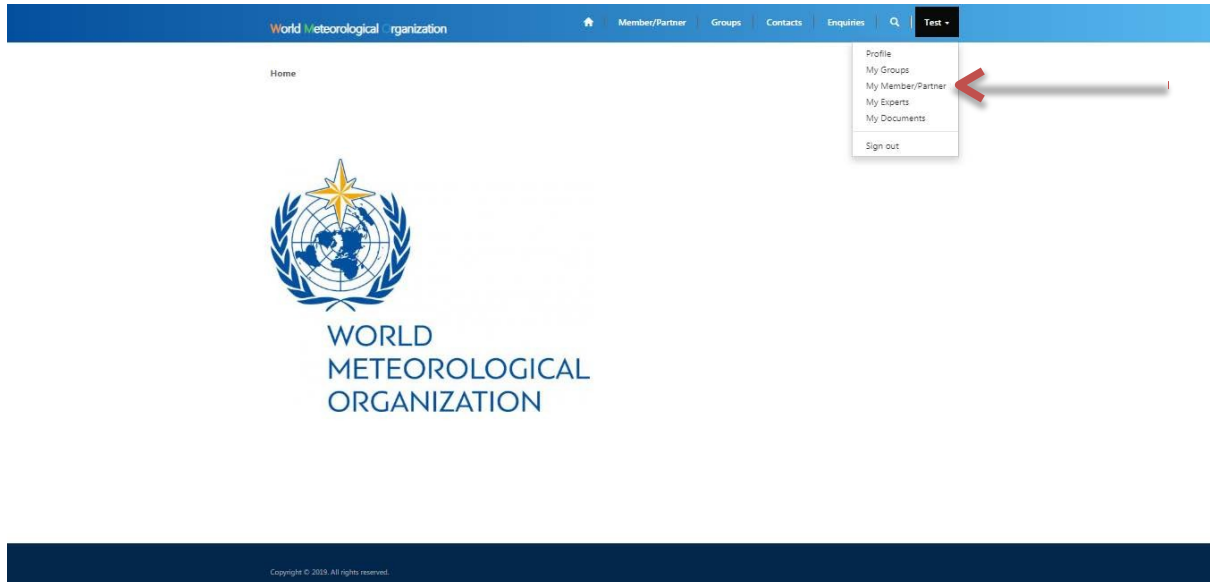 World Meteorological Organization
Member/Partner Groups Contacts Enquiries Test
Profile
My Groups
My Member/Partner
My Experts
My Documents
Sign out
Home
WORLD
METEOROLOGICAL
ORGANIZATION
Copyright © 2019. All rights reserved.